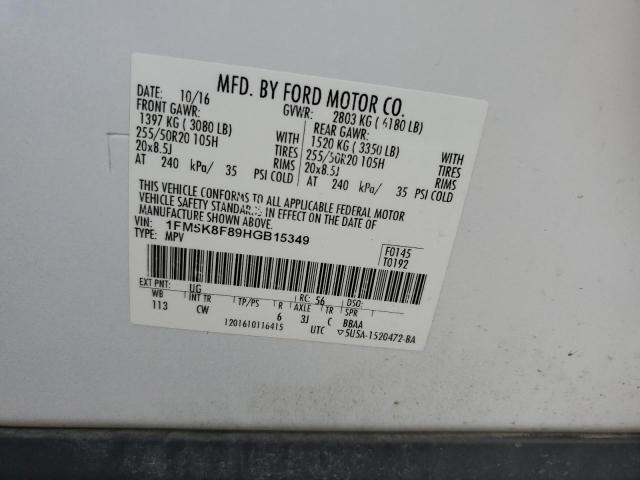 MFD. BY FORD MOTOR CO.
DATE: 10/16 GVWR: 2803 KG ( 6180 LB)
FRONT GAWR: REAR GAWR:
1397 KG ( 3080 LB) WITH 1520 KG ( 3350 LB) WITH
255/50R20 105H TIRES 255/50R20 105H TIRES
20x8.5J RIMS 20x8.5J RIMS
AT 240 kPa/ 35 PSI COLD AT 240 kPa/ 35 PSI COLD
THIS VEHICLE CONFORMS TO ALL APPLICABLE FEDERAL MOTOR
VEHICLE SAFETY STANDARDS IN EFFECT ON THE DATE OF
MANUFACTURE SHOWN ABOVE.
VIN: 1FM5K8F89HGB15349 F0145
TYPE: MPV T0192
EXT PNT: UG RC: 56 DSO:
WB INT TR TP/PS R AXLE TR SPR
113 CW 6 3J C BBAA
1201610116415 UTC ▽5U5A-1520472-BA